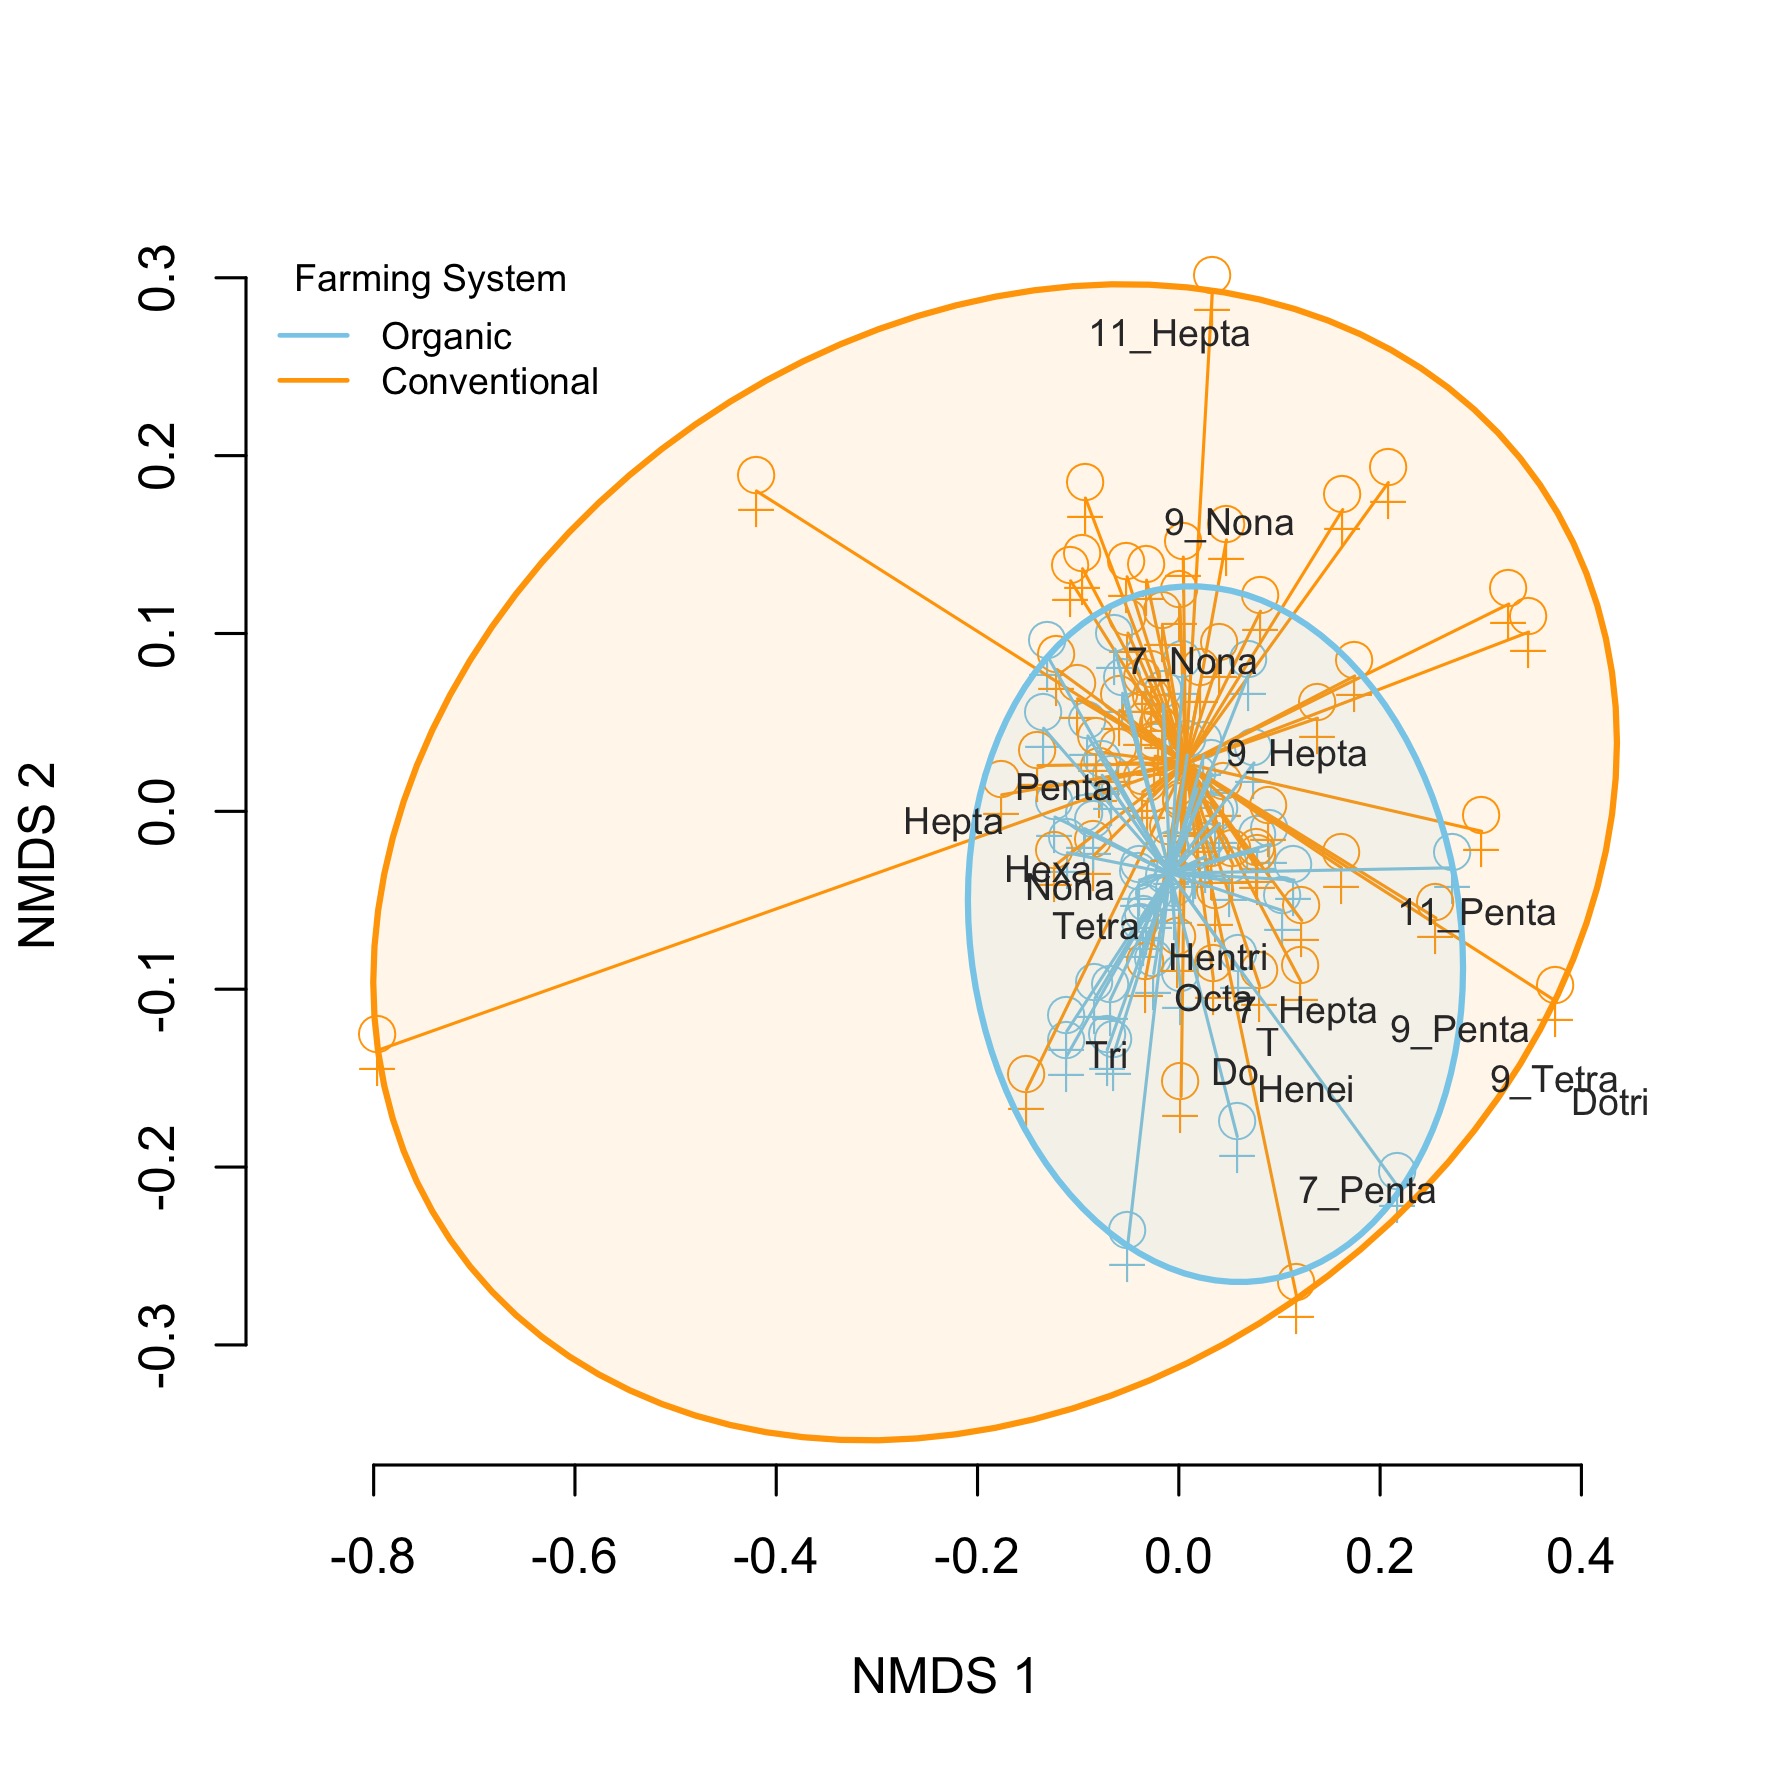 Farming System
Organic
Conventional
11_Hepta
9_Nona
7_Nona
9_Hepta
Penta
Hepta
Hexa
Nona
Tetra
11_Penta
Hentri
Octa
7_Hepta
9_Penta
T
Tri
Do
Henei
9_Tetra
Dotri
7_Penta
NMDS 2
0.3
0.2
0.1
0.0
-0.1
-0.2
-0.3
-0.8 -0.6 -0.4 -0.2 0.0 0.2 0.4
NMDS 1